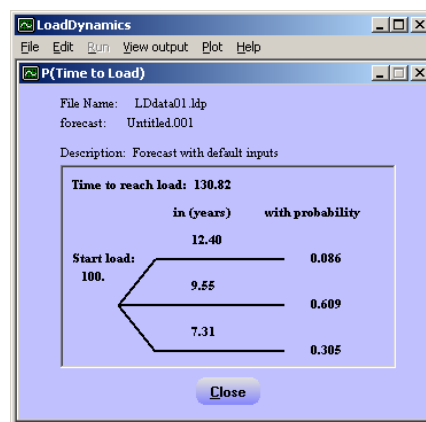 LoadDynamics
File Edit Run View output Plot Help
P(Time to Load)
File Name: LDdata01.ldp
forecast: Untitled.001
Description: Forecast with default inputs
Time to reach load: 130.82
in (years) with probability
12.40
Start load: 0.086
100.
9.55
0.609
7.31
0.305
Close